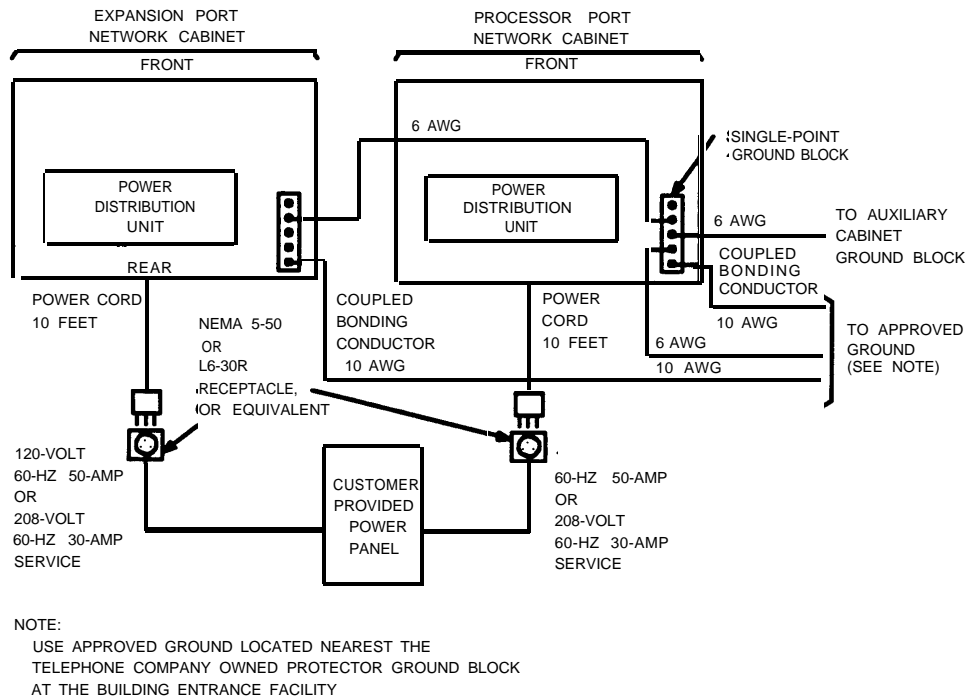 EXPANSION PORT
NETWORK CABINET
FRONT
PROCESSOR PORT
NETWORK CABINET
FRONT
6 AWG
SINGLE-POINT
GROUND BLOCK
POWER
DISTRIBUTION
UNIT
REAR
POWER
DISTRIBUTION
UNIT
6 AWG
TO AUXILIARY
CABINET
GROUND BLOCK
COUPLED
BONDING
CONDUCTOR
10 AWG
POWER CORD
10 FEET
NEMA 5-50
OR
L6-30R
RECEPTACLE,
OR EQUIVALENT
COUPLED
BONDING
CONDUCTOR
10 AWG
POWER
CORD
10 FEET
6 AWG
10 AWG
TO APPROVED
GROUND
(SEE NOTE)
120-VOLT
60-HZ 50-AMP
OR
208-VOLT
60-HZ 30-AMP
SERVICE
CUSTOMER
PROVIDED
POWER
PANEL
60-HZ 50-AMP
OR
208-VOLT
60-HZ 30-AMP
SERVICE
NOTE:
USE APPROVED GROUND LOCATED NEAREST THE
TELEPHONE COMPANY OWNED PROTECTOR GROUND BLOCK
AT THE BUILDING ENTRANCE FACILITY